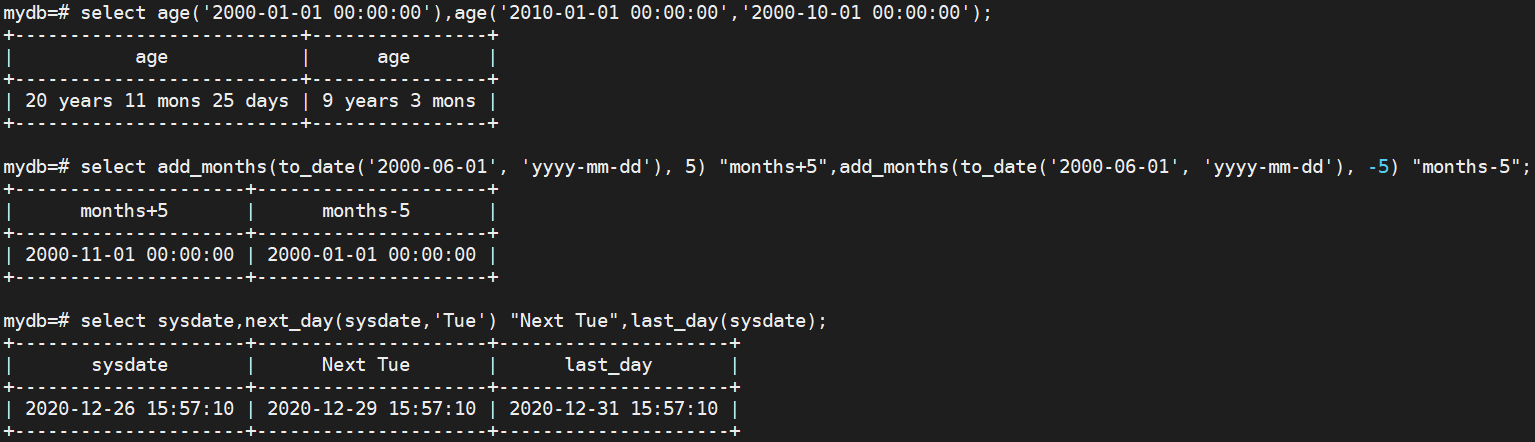 mydb=# select age('2000-01-01 00:00:00'),age('2010-01-01 00:00:00','2000-10-01 00:00:00');
+--------------------------+----------------+
|           age            |      age       |
+--------------------------+----------------+
| 20 years 11 mons 25 days | 9 years 3 mons |
+--------------------------+----------------+
mydb=# select add_months(to_date('2000-06-01', 'yyyy-mm-dd'), 5) "months+5",add_months(to_date('2000-06-01', 'yyyy-mm-dd'), -5) "months-5";
+---------------------+---------------------+
|      months+5       |      months-5       |
+---------------------+---------------------+
| 2000-11-01 00:00:00 | 2000-01-01 00:00:00 |
+---------------------+---------------------+
mydb=# select sysdate,next_day(sysdate,'Tue') "Next Tue",last_day(sysdate);
+---------------------+---------------------+---------------------+
|       sysdate       |      Next Tue       |      last_day       |
+---------------------+---------------------+---------------------+
| 2020-12-26 15:57:10 | 2020-12-29 15:57:10 | 2020-12-31 15:57:10 |
+---------------------+---------------------+---------------------+